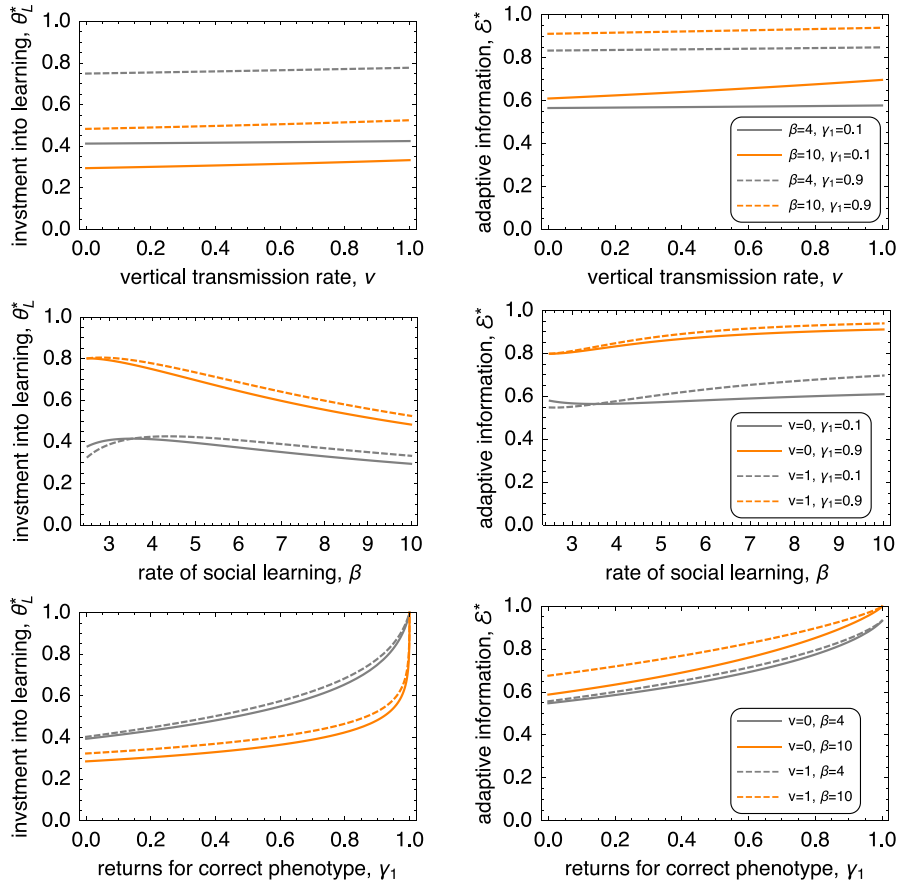 invstment into learning, θ*L
1.0
0.8
0.6
0.4
0.2
0.0
0.0 0.2 0.4 0.6 0.8 1.0
vertical transmission rate, v
adaptive information, ℰ*
1.0
0.8
0.6
0.4
0.2
0.0
β=4, γ1=0.1
β=10, γ1=0.1
β=4, γ1=0.9
β=10, γ1=0.9
0.0 0.2 0.4 0.6 0.8 1.0
vertical transmission rate, v
invstment into learning, θ*L
1.0
0.8
0.6
0.4
0.2
0.0
3 4 5 6 7 8 9 10
rate of social learning, β
adaptive information, ℰ*
1.0
0.8
0.6
0.4
0.2
0.0
v=0, γ1=0.1
v=0, γ1=0.9
v=1, γ1=0.1
v=1, γ1=0.9
3 4 5 6 7 8 9 10
rate of social learning, β
invstment into learning, θ*L
1.0
0.8
0.6
0.4
0.2
0.0
0.0 0.2 0.4 0.6 0.8 1.0
returns for correct phenotype, γ1
adaptive information, ℰ*
1.0
0.8
0.6
0.4
0.2
0.0
v=0, β=4
v=0, β=10
v=1, β=4
v=1, β=10
0.0 0.2 0.4 0.6 0.8 1.0
returns for correct phenotype, γ1